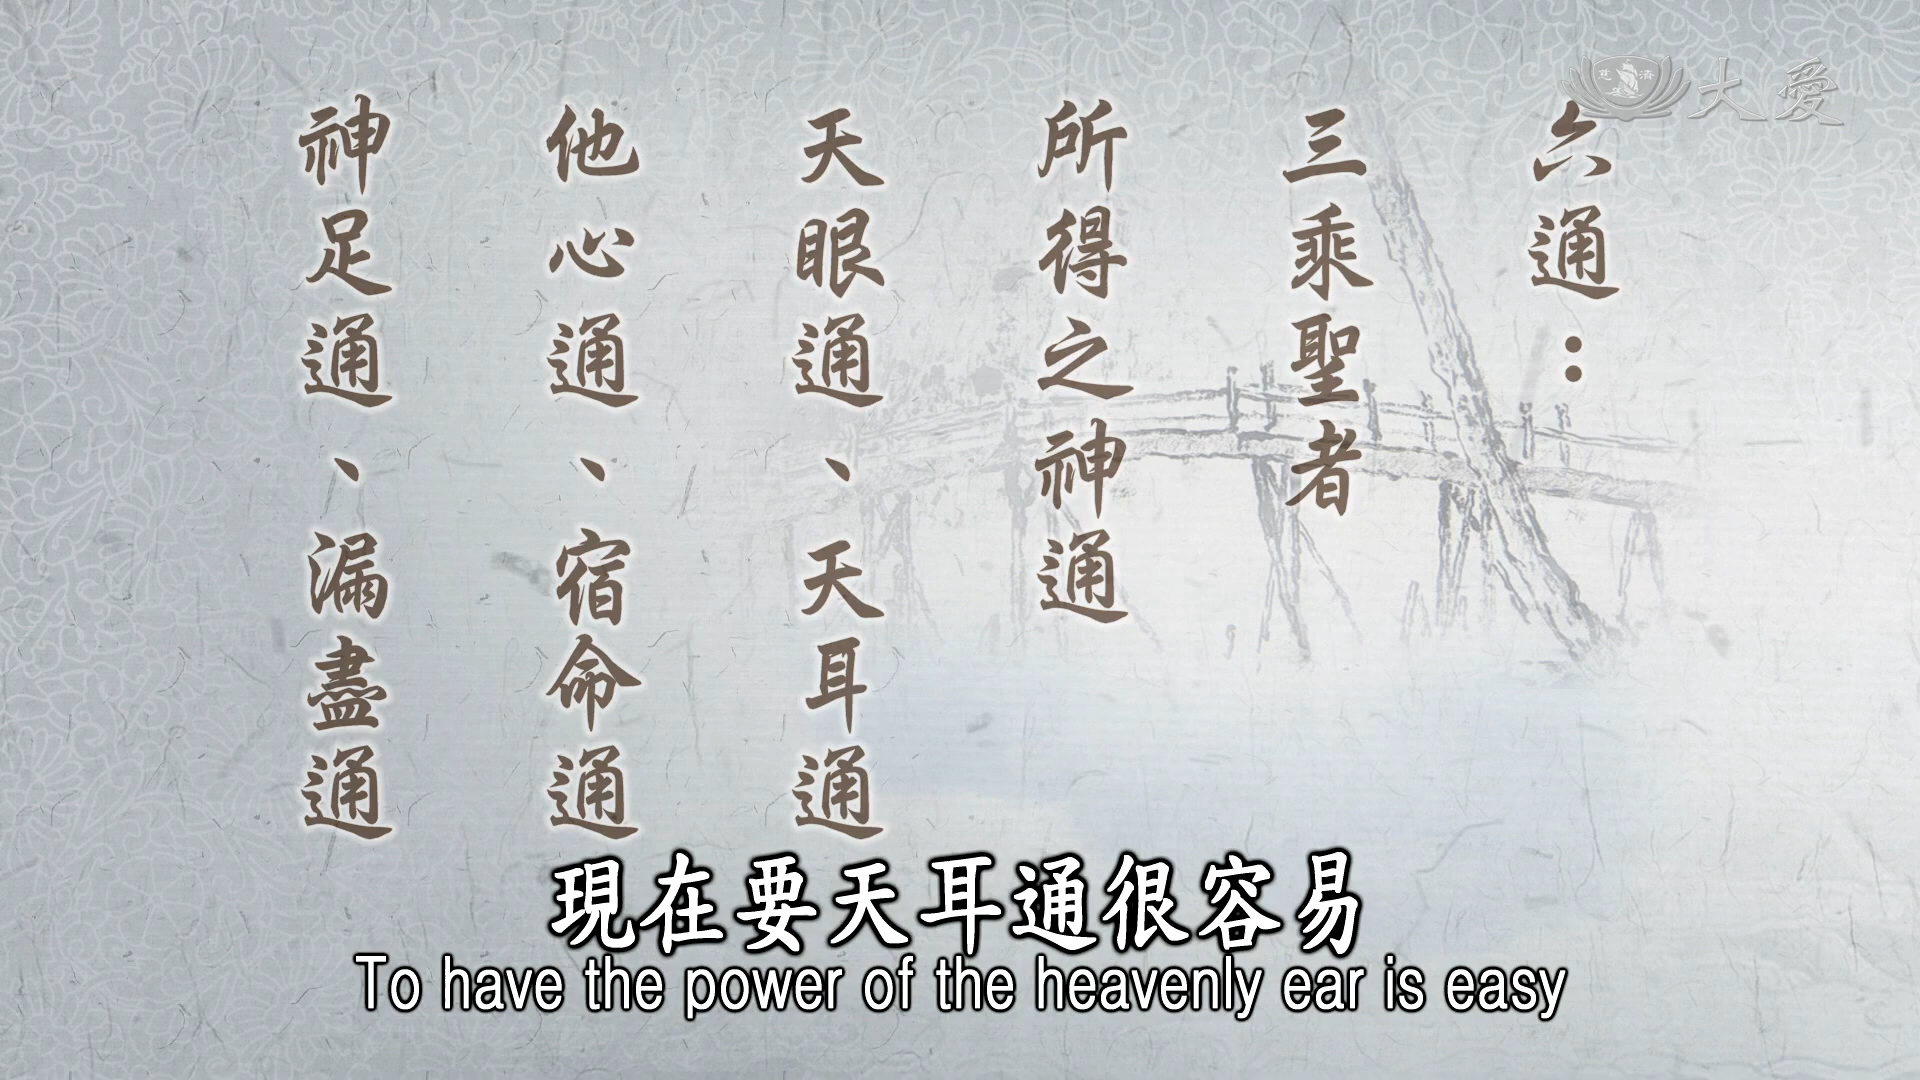 六通：
三乘聖者
所得之神通
天眼通、天耳通
他心通、宿命通
神足通、漏盡通
慈濟 大愛
現在要天耳通很容易
To have the power of the heavenly ear is easy